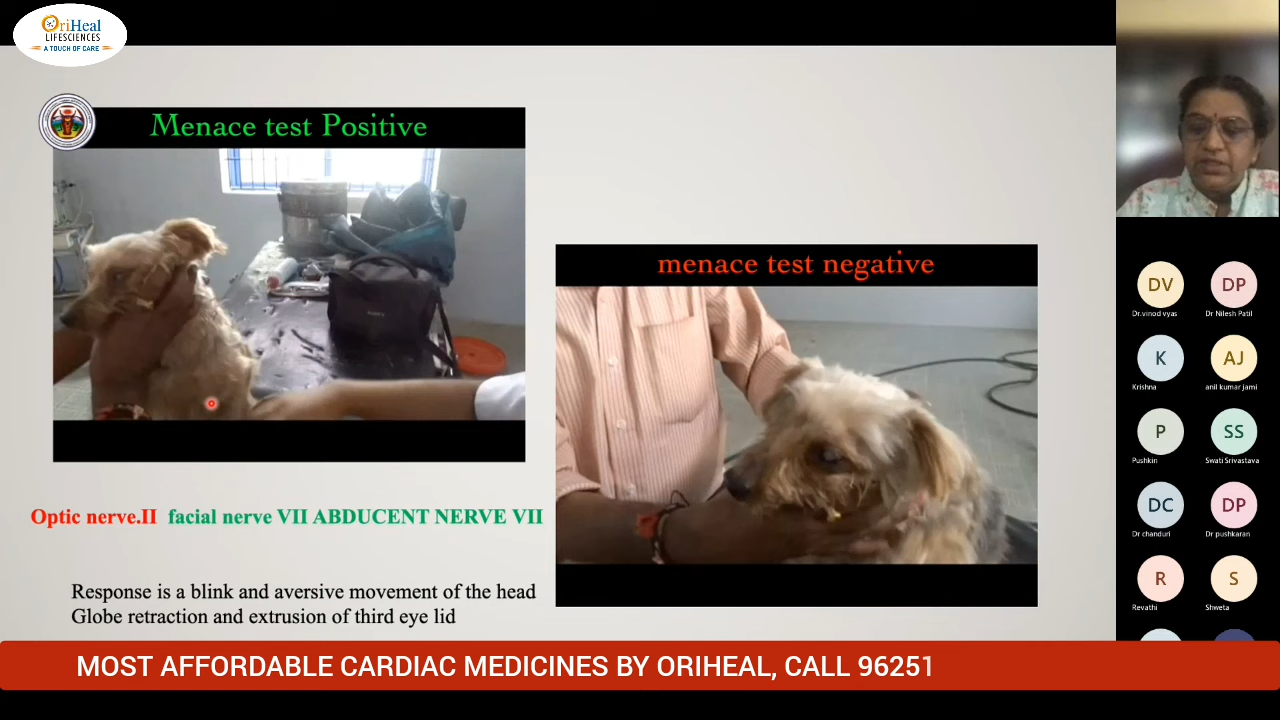 OriHeal
LIFESCIENCES
A TOUCH OF CARE
Menace test Positive
menace test negative
Optic nerve.II facial nerve VII ABDUCENT NERVE VII
Response is a blink and aversive movement of the head
Globe retraction and extrusion of third eye lid
DV
DP
Dr.vinod vyas
Dr Nilesh Patil
K
AJ
Krishna
anil kumar jami
P
SS
Pushkin
Swati Srivastava
DC
DP
Dr chanduri
Dr pushkaran
R
S
Revathi
Shweta
MOST AFFORDABLE CARDIAC MEDICINES BY ORIHEAL, CALL 96251